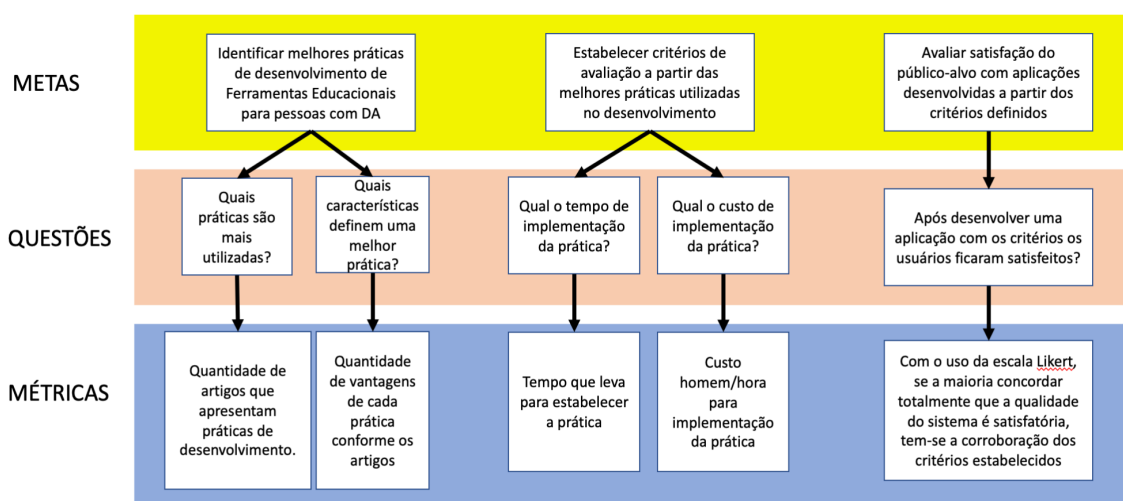 METAS
Identificar melhores práticas
de desenvolvimento de
Ferramentas Educacionais
para pessoas com DA
Estabelecer critérios de
avaliação a partir das
melhores práticas utilizadas
no desenvolvimento
Avaliar satisfação do
público-alvo com aplicações
desenvolvidas a partir dos
critérios definidos
QUESTÕES
Quais
práticas são
mais
utilizadas?
Quais
características
definem uma
melhor
prática?
Qual o tempo de
implementação
da prática?
Qual o custo de
implementação
da prática?
Após desenvolver uma
aplicação com os critérios os
usuários ficaram satisfeitos?
MÉTRICAS
Quantidade de
artigos que
apresentam
práticas de
desenvolvimento.
Quantidade
de vantagens
de cada
prática
conforme os
artigos
Tempo que leva
para estabelecer
a prática
Custo
homem/hora
para
implementação
da prática
Com o uso da escala Likert,
se a maioria concordar
totalmente que a qualidade
do sistema é satisfatória,
tem-se a corroboração dos
critérios estabelecidos